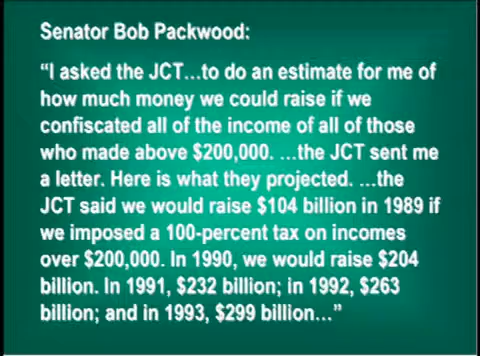 Senator Bob Packwood:
“I asked the JCT...to do an estimate for me of
how much money we could raise if we
confiscated all of the income of all of those
who made above $200,000. ...the JCT sent me
a letter. Here is what they projected. ...the
JCT said we would raise $104 billion in 1989 if
we imposed a 100-percent tax on incomes
over $200,000. In 1990, we would raise $204
billion. In 1991, $232 billion; in 1992, $263
billion; and in 1993, $299 billion...”